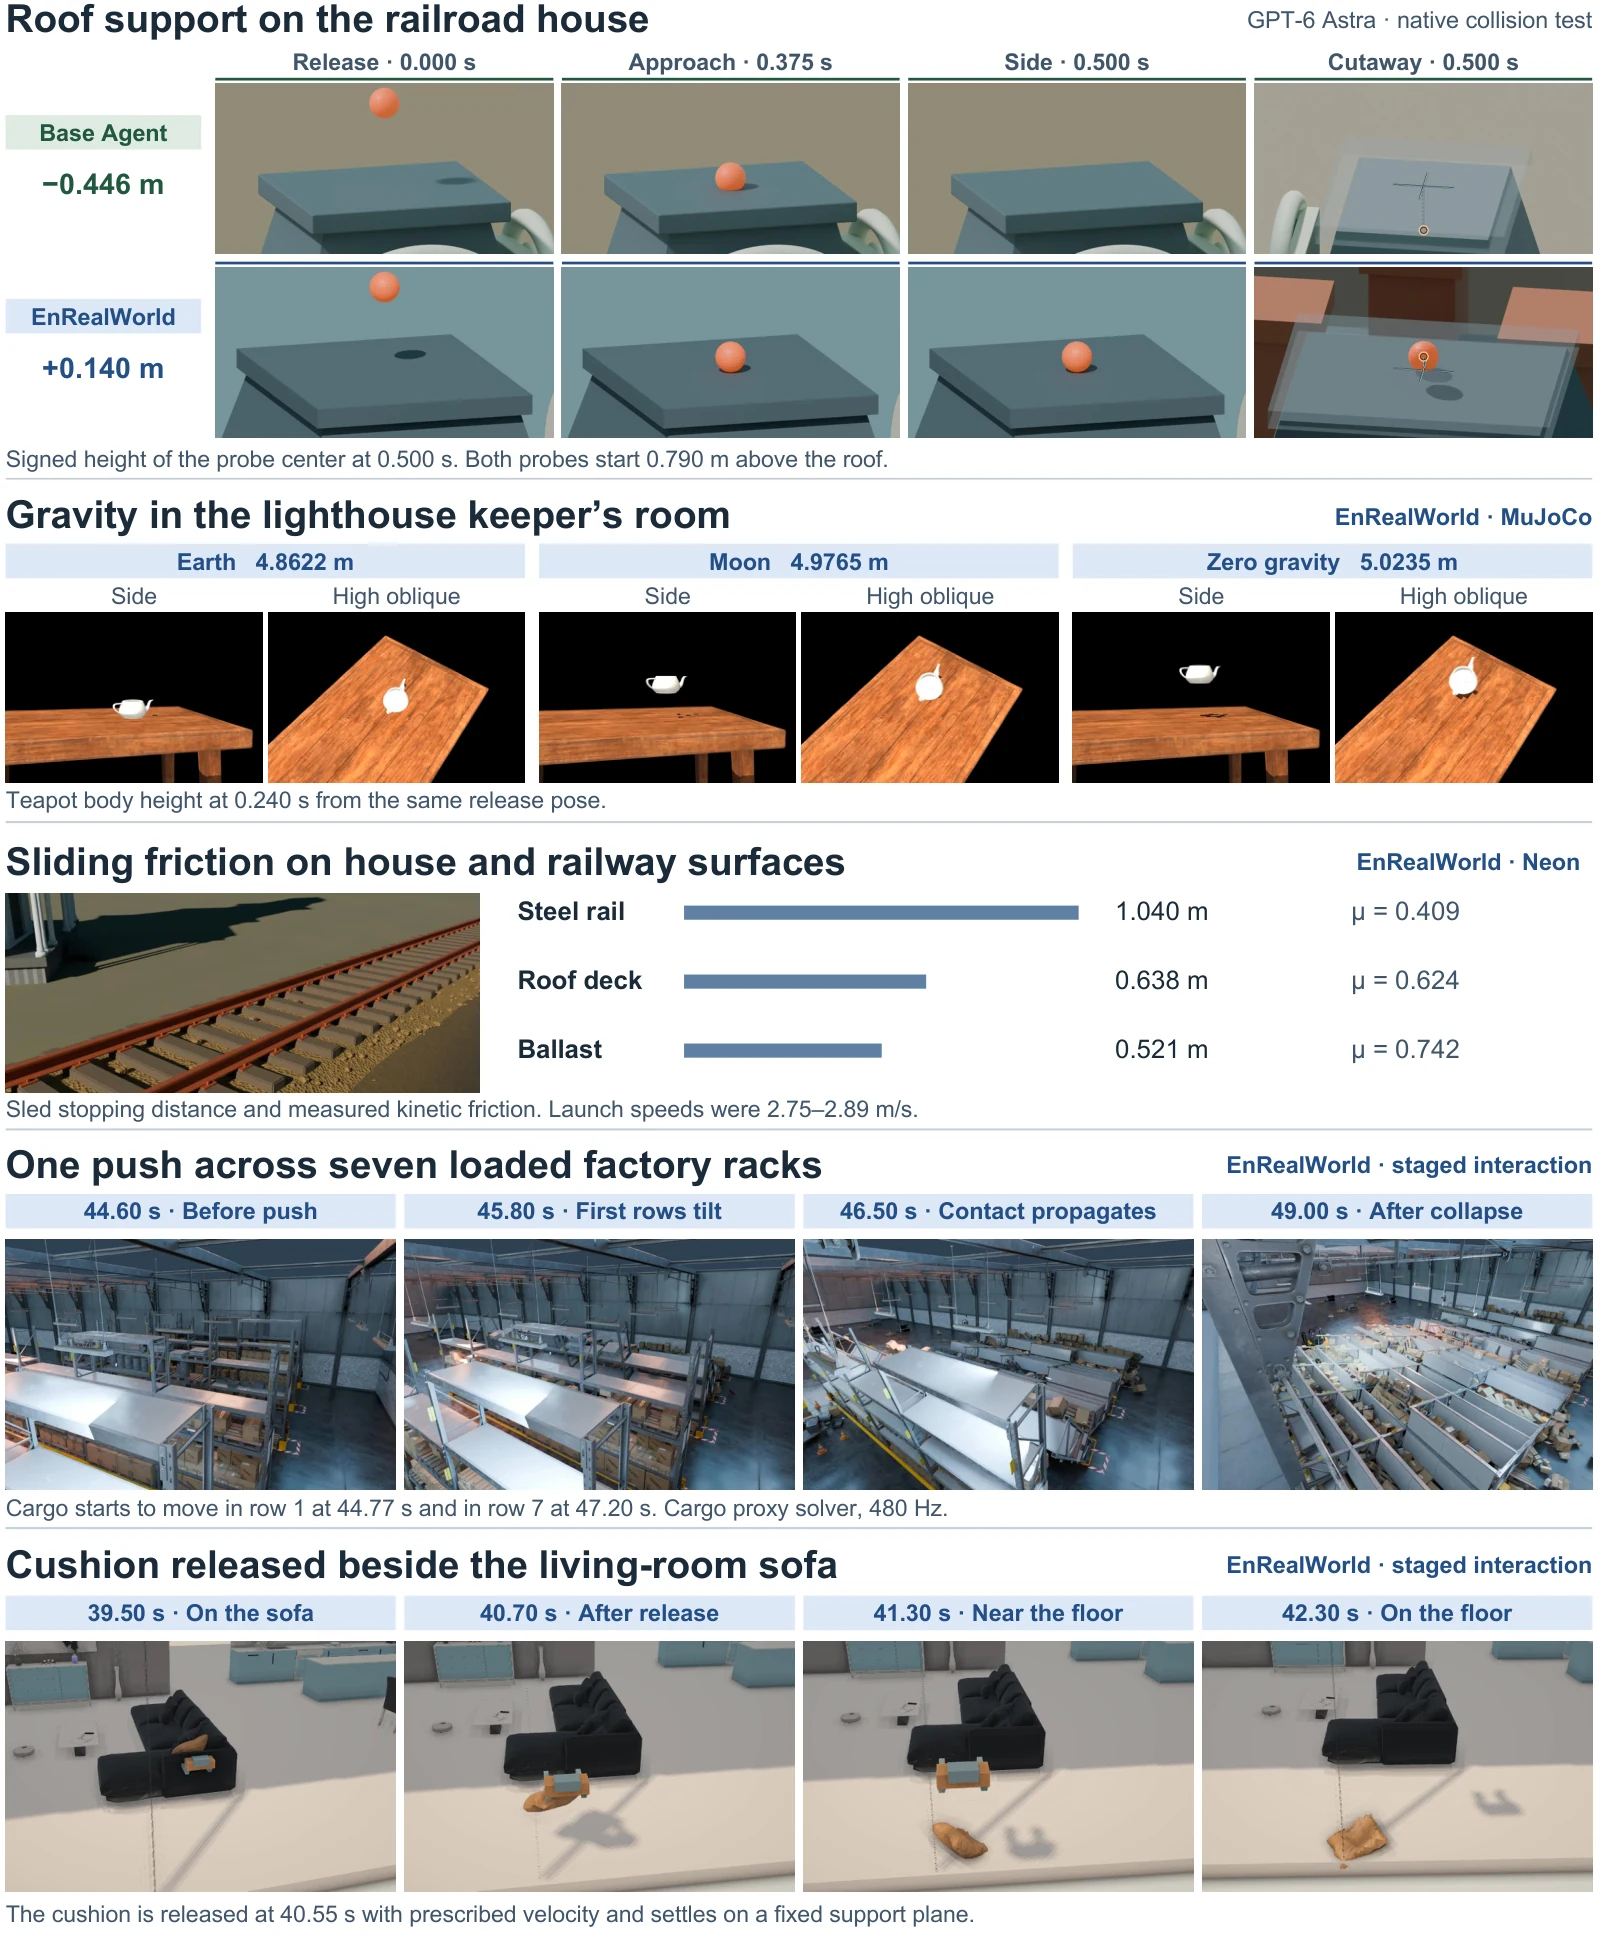 Roof support on the railroad house
GPT-6 Astra · native collision test
Release · 0.000 s
Approach · 0.375 s
Side · 0.500 s
Cutaway · 0.500 s
Base Agent
−0.446 m
EnRealWorld
+0.140 m
Signed height of the probe center at 0.500 s. Both probes start 0.790 m above the roof.
Gravity in the lighthouse keeper’s room
EnRealWorld · MuJoCo
Earth 4.8622 m
Moon 4.9765 m
Zero gravity 5.0235 m
Side
High oblique
Side
High oblique
Side
High oblique
Teapot body height at 0.240 s from the same release pose.
Sliding friction on house and railway surfaces
EnRealWorld · Neon
Steel rail 1.040 m μ = 0.409
Roof deck 0.638 m μ = 0.624
Ballast 0.521 m μ = 0.742
Sled stopping distance and measured kinetic friction. Launch speeds were 2.75–2.89 m/s.
One push across seven loaded factory racks
EnRealWorld · staged interaction
44.60 s · Before push
45.80 s · First rows tilt
46.50 s · Contact propagates
49.00 s · After collapse
Cargo starts to move in row 1 at 44.77 s and in row 7 at 47.20 s. Cargo proxy solver, 480 Hz.
Cushion released beside the living-room sofa
EnRealWorld · staged interaction
39.50 s · On the sofa
40.70 s · After release
41.30 s · Near the floor
42.30 s · On the floor
The cushion is released at 40.55 s with prescribed velocity and settles on a fixed support plane.